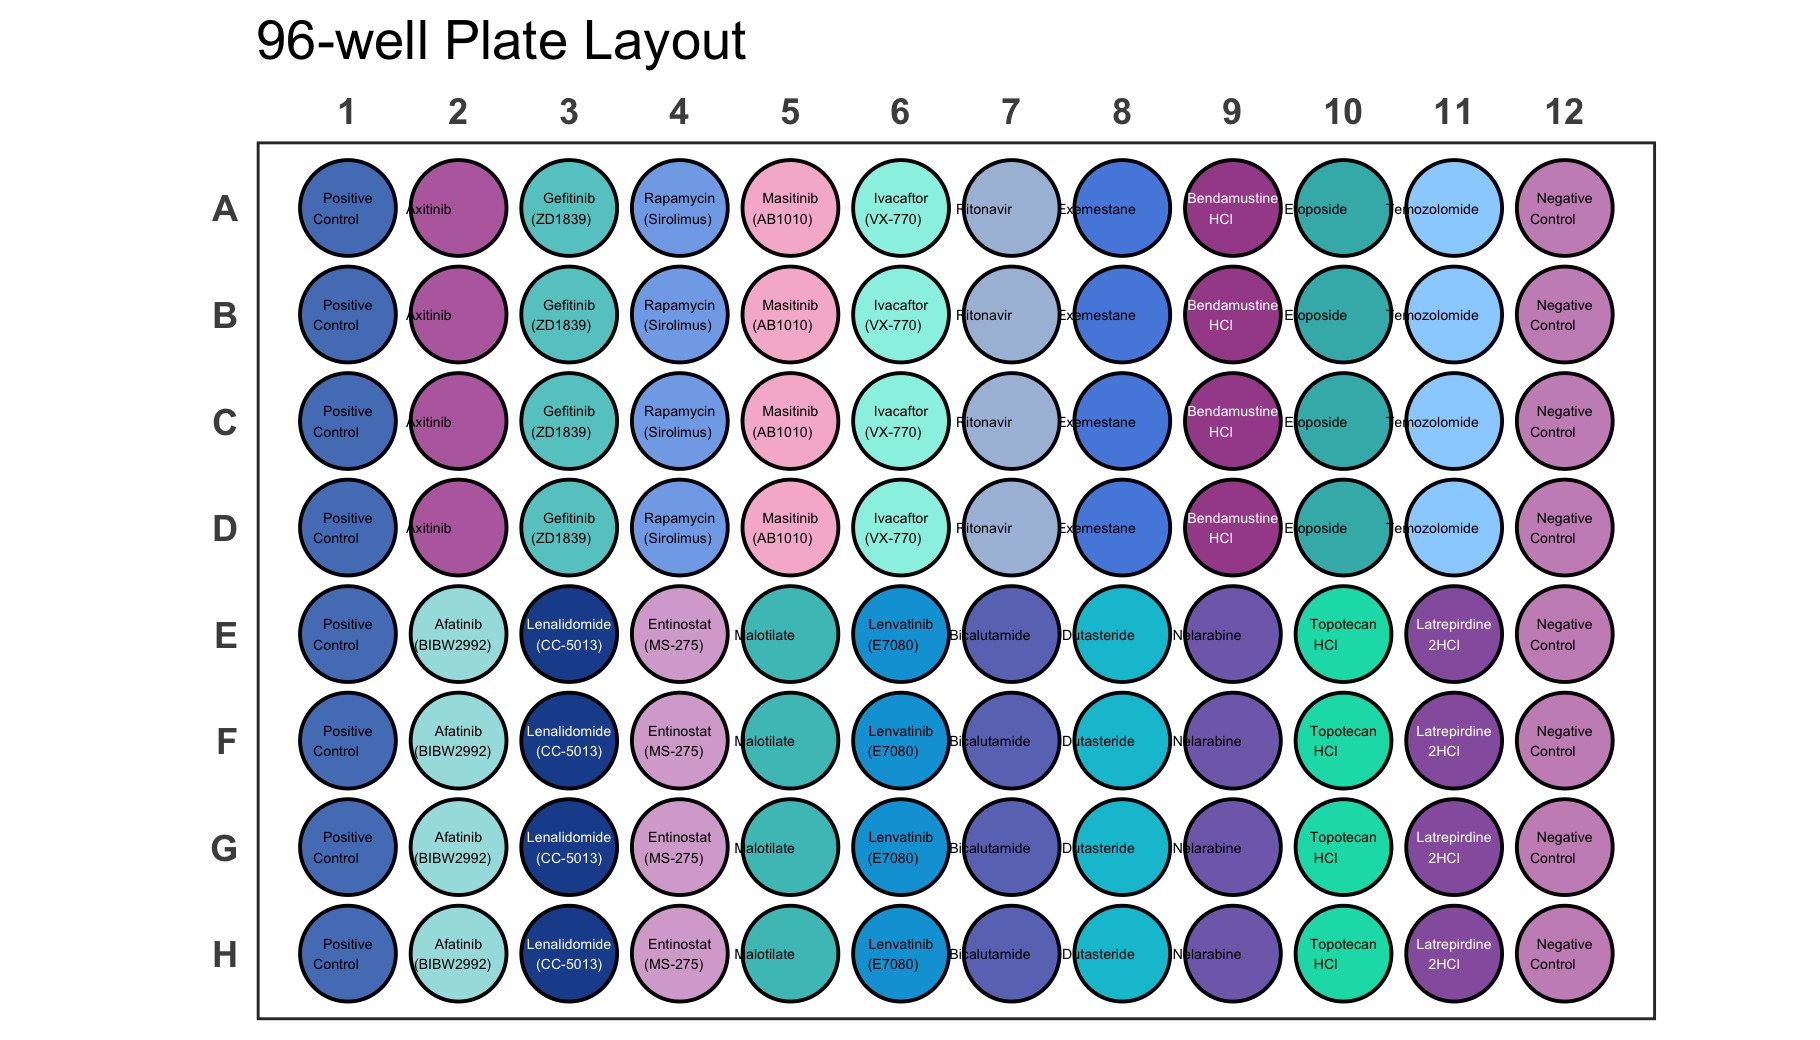 96-well Plate Layout
1 2 3 4 5 6 7 8 9 10 11 12
A Positive Control Axitinib Gefitinib (ZD1839) Rapamycin (Sirolimus) Masitinib (AB1010) Ivacaftor (VX-770) Ritonavir Exemestane Bendamustine HCl Etoposide Temozolomide Negative Control
B Positive Control Axitinib Gefitinib (ZD1839) Rapamycin (Sirolimus) Masitinib (AB1010) Ivacaftor (VX-770) Ritonavir Exemestane Bendamustine HCl Etoposide Temozolomide Negative Control
C Positive Control Axitinib Gefitinib (ZD1839) Rapamycin (Sirolimus) Masitinib (AB1010) Ivacaftor (VX-770) Ritonavir Exemestane Bendamustine HCl Etoposide Temozolomide Negative Control
D Positive Control Axitinib Gefitinib (ZD1839) Rapamycin (Sirolimus) Masitinib (AB1010) Ivacaftor (VX-770) Ritonavir Exemestane Bendamustine HCl Etoposide Temozolomide Negative Control
E Positive Control Afatinib (BIBW2992) Lenalidomide (CC-5013) Entinostat (MS-275) Malotilate Lenvatinib (E7080) Bicalutamide Dutasteride Nelarabine Topotecan HCl Latrepirdine 2HCl Negative Control
F Positive Control Afatinib (BIBW2992) Lenalidomide (CC-5013) Entinostat (MS-275) Malotilate Lenvatinib (E7080) Bicalutamide Dutasteride Nelarabine Topotecan HCl Latrepirdine 2HCl Negative Control
G Positive Control Afatinib (BIBW2992) Lenalidomide (CC-5013) Entinostat (MS-275) Malotilate Lenvatinib (E7080) Bicalutamide Dutasteride Nelarabine Topotecan HCl Latrepirdine 2HCl Negative Control
H Positive Control Afatinib (BIBW2992) Lenalidomide (CC-5013) Entinostat (MS-275) Malotilate Lenvatinib (E7080) Bicalutamide Dutasteride Nelarabine Topotecan HCl Latrepirdine 2HCl Negative Control